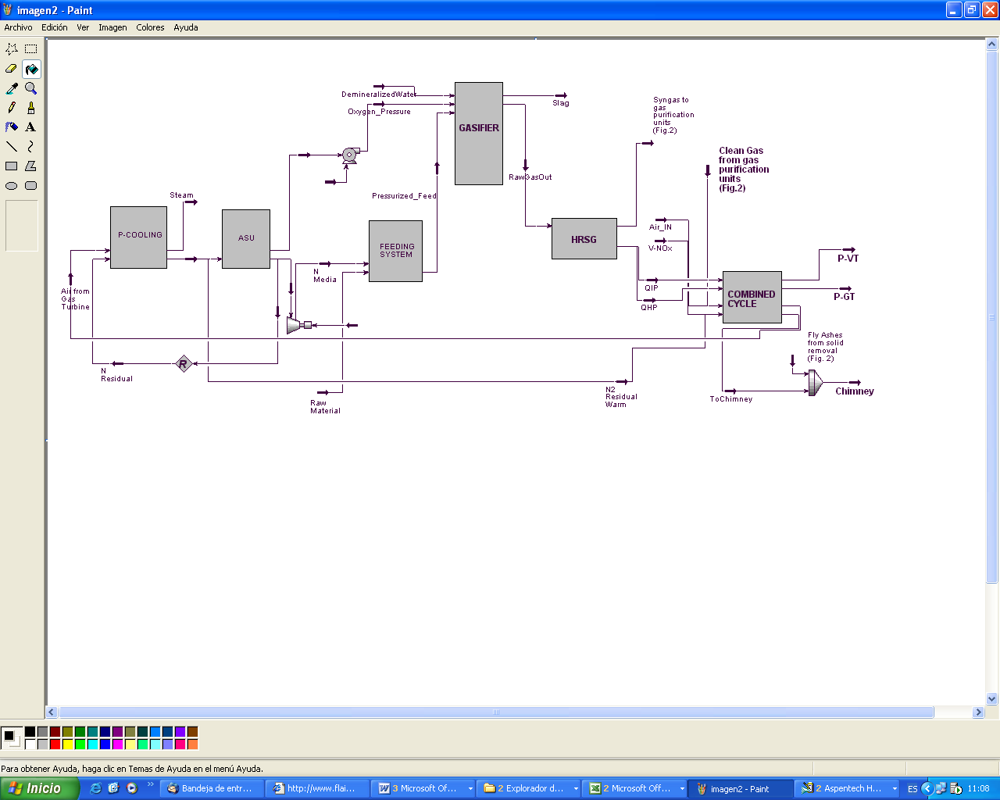 imagen2 - Paint
Archivo Edición Ver Imagen Colores Ayuda
DemineralizedWater
Oxygen_Pressure
GASIFIER
Slag
Syngas to
gas
purification
units
(Fig.2)
Clean Gas
from gas
purification
units
(Fig.2)
RawGasOut
Pressurized_Feed
Steam
P-COOLING
ASU
FEEDING
SYSTEM
HRSG
Air_IN
V-NOx
P-VT
N
Media
QIP
QHP
COMBINED
CYCLE
P-GT
Air from
Gas
Turbine
Fly Ashes
from solid
removal
(Fig. 2)
R
N
Residual
Raw
Material
N2
Residual
Warm
ToChimney
Chimney
Para obtener Ayuda, haga clic en Temas de Ayuda en el menú Ayuda.
Inicio
»
Bandeja de entr...
http://www.flai...
3 Microsoft Of...
2 Explorador d...
2 Microsoft Off...
imagen2 - Paint
2 Aspentech H...
ES
11:08